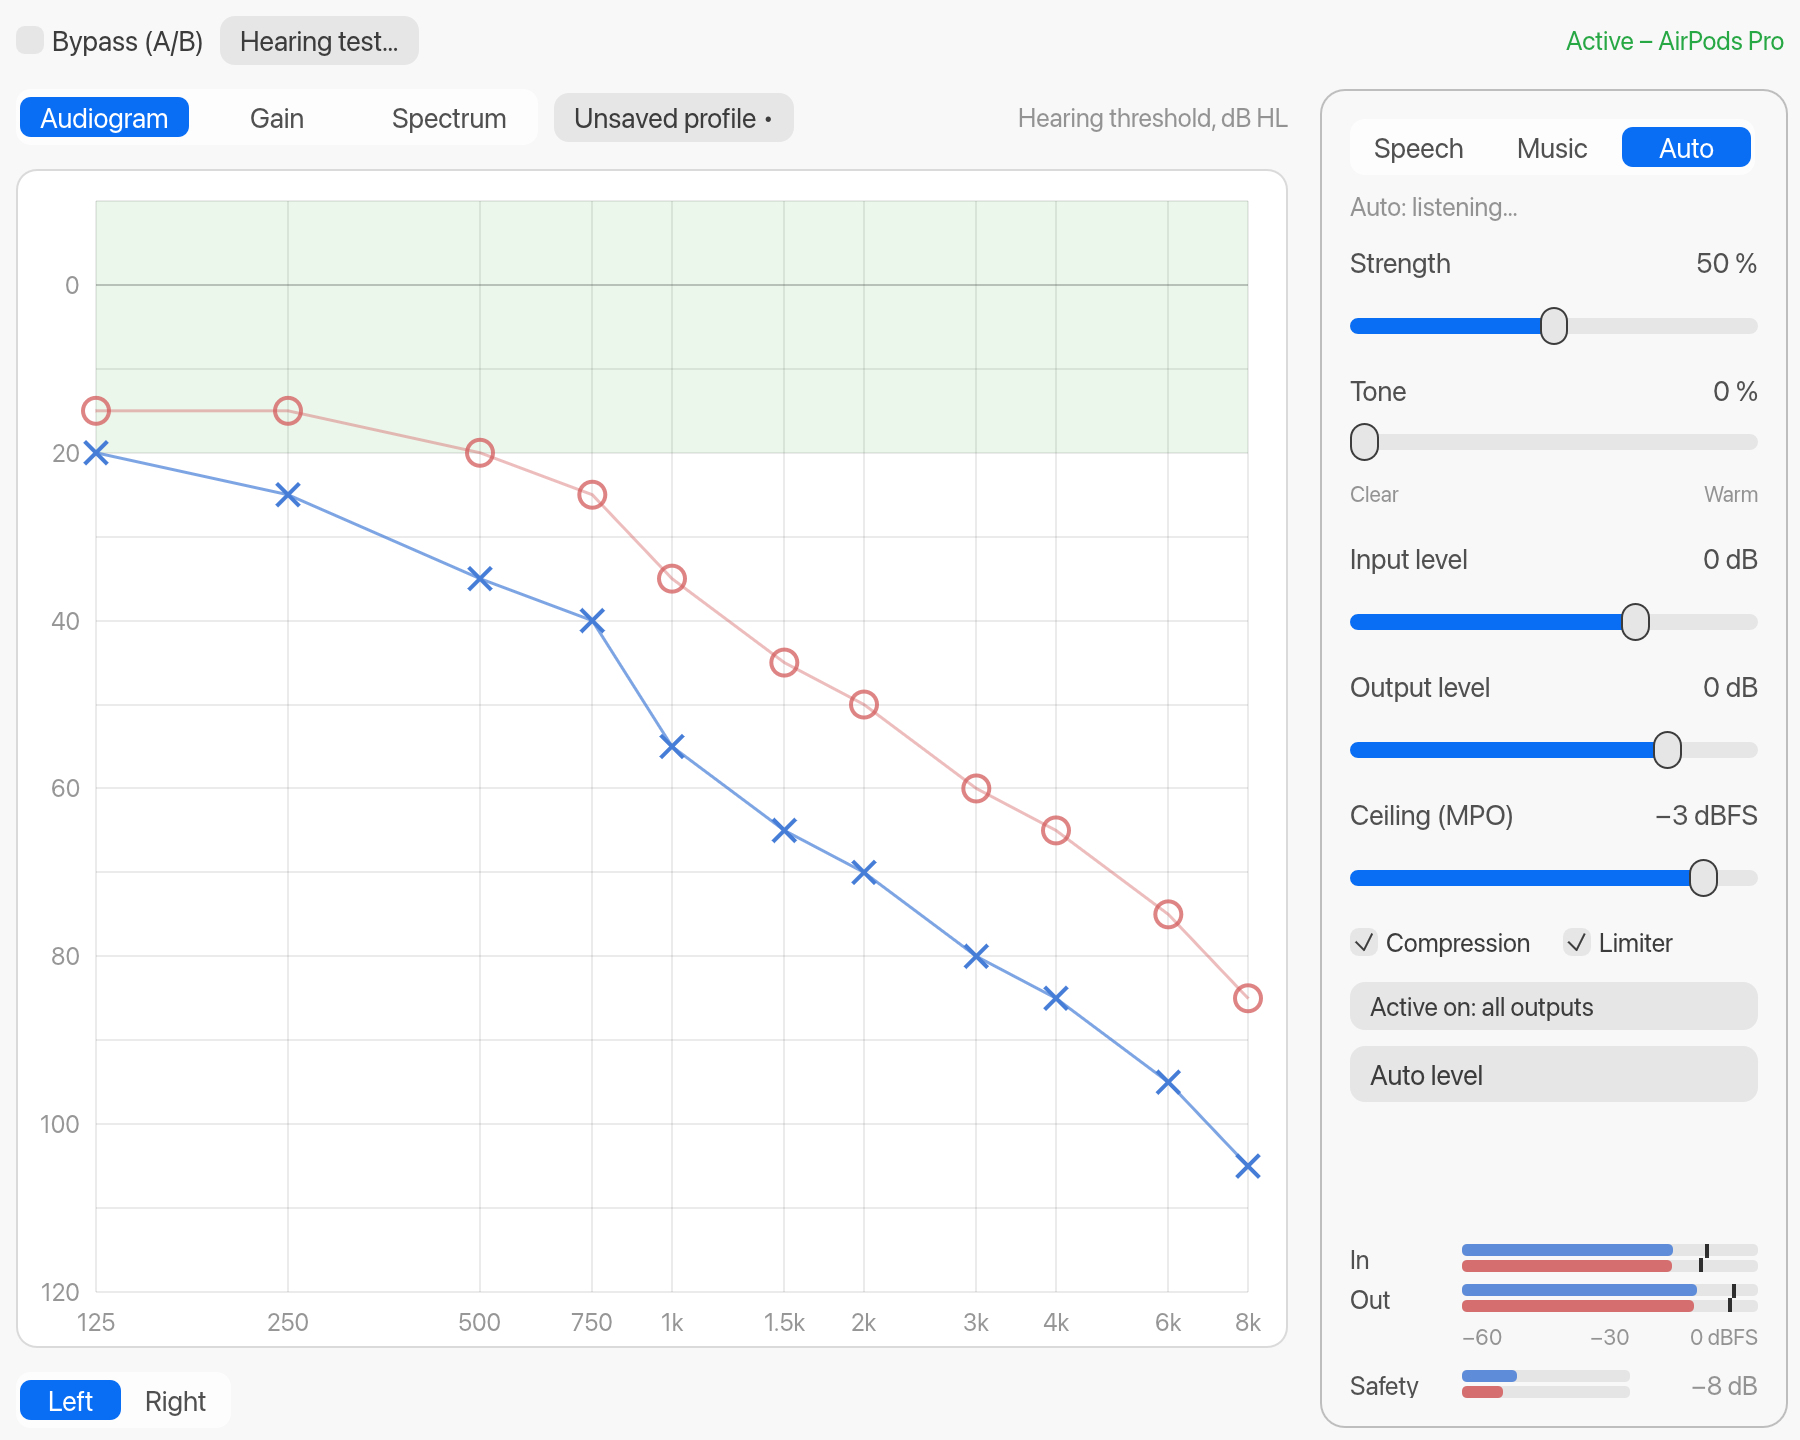 Bypass (A/B)
Hearing test...
Active – AirPods Pro
Audiogram
Gain
Spectrum
Unsaved profile •
Hearing threshold, dB HL
0
20
40
60
80
100
120
125
250
500
750
1k
1.5k
2k
3k
4k
6k
8k
Left
Right
Speech
Music
Auto
Auto: listening...
Strength
50 %
Tone
0 %
Clear
Warm
Input level
0 dB
Output level
0 dB
Ceiling (MPO)
−3 dBFS
Compression
Limiter
Active on: all outputs
Auto level
In
Out
−60
−30
0 dBFS
Safety
−8 dB